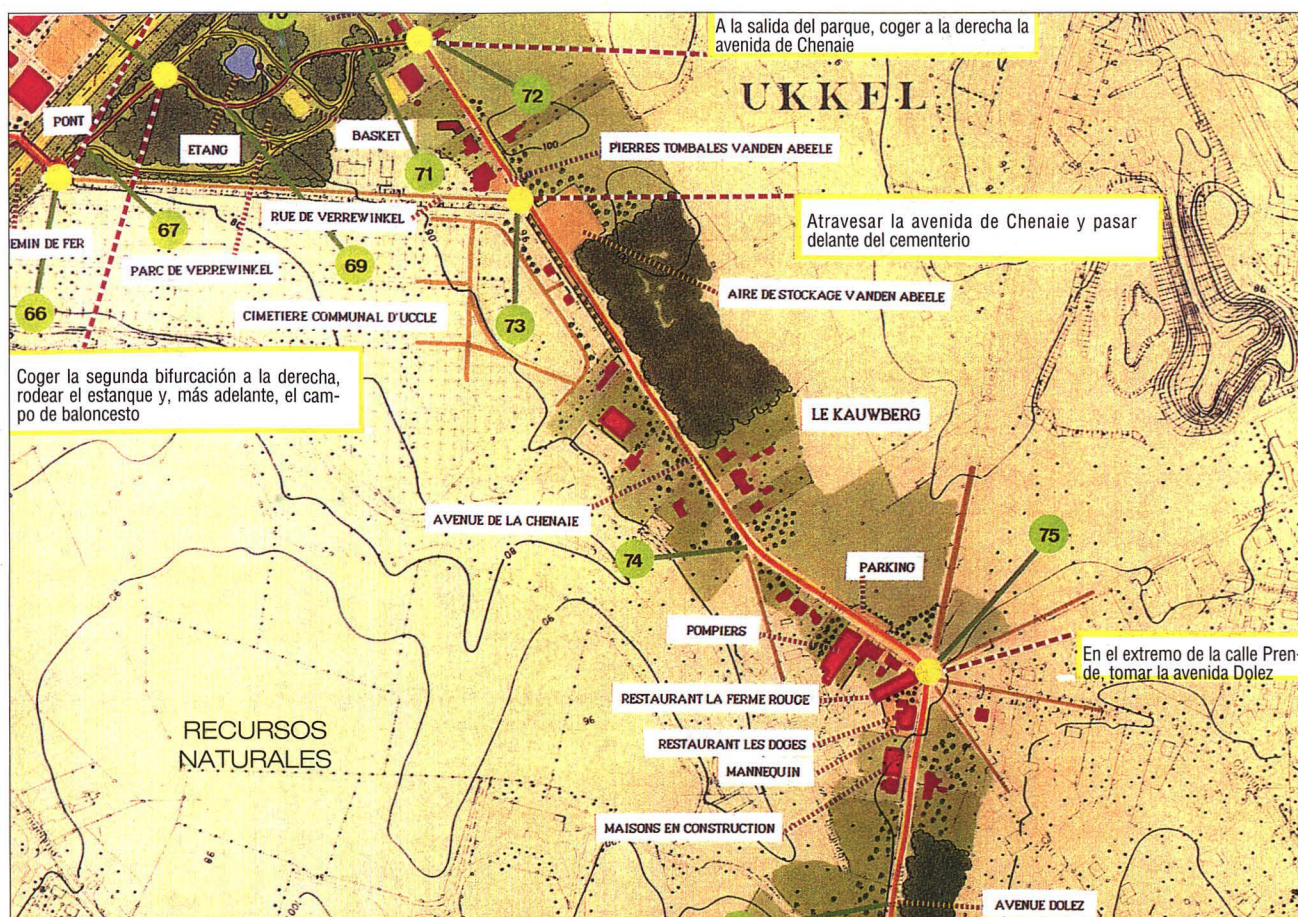 70
A la salida del parque, coger a la derecha la
avenida de Chenaie
UKKEL
72
PONT
ETANG
BASKET
71
100
PIERRES TOMBALES VANDEN ABEELE
RUE DE VERREWINKEL
90
Atravesar la avenida de Chenaie y pasar
delante del cementerio
67
EMIN DE FER
PARC DE VERREWINKEL
69
96
AIRE DE STOCKAGE VANDEN ABEELE
66
CIMETIERE COMMUNAL D'UCCLE
73
Coger la segunda bifurcación a la derecha,
rodear el estanque y, más adelante, el cam-
po de baloncesto
LE KAUWBERG
AVENUE DE LA CHENAIE
74
75
PARKING
POMPIERS
En el extremo de la calle Pren-
de, tomar la avenida Dolez
RESTAURANT LA FERME ROUGE
RECURSOS
NATURALES
96
RESTAURANT LES DOGES
MANNEQUIN
MAISONS EN CONSTRUCTION
AVENUE DOLEZ